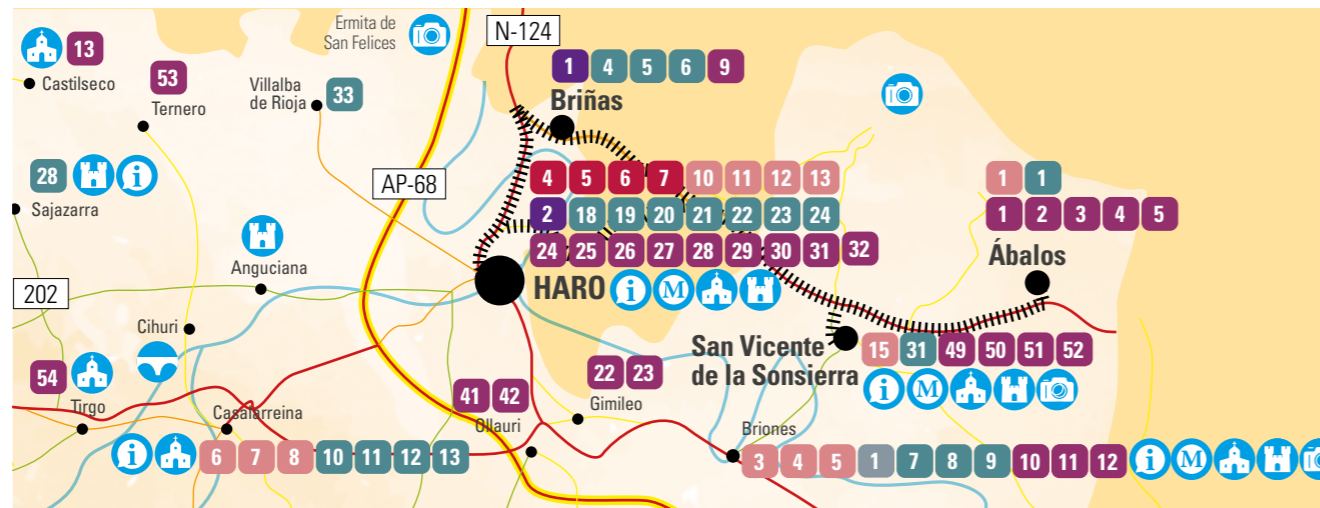 Ermita de
San Felices
N-124
13
Castilseco
53
Ternero
Villalba
de Rioja
33
1 4 5 6 9
Briñas
28 i
Sajazarra
AP-68
4 5 6 7 10 11 12 13
2 18 19 20 21 22 23 24
24 25 26 27 28 29 30 31 32
HARO i M
1 1
1 2 3 4 5
Ábalos
Anguciana
202
Cihuri
54
Tirgo
Casalarreina
i 6 7 8 10 11 12 13
41 42
Ollauri
22 23
Gimileo
San Vicente
de la Sonsierra
15 31 49 50 51 52
i M
Briones
3 4 5 1 7 8 9 10 11 12 i M